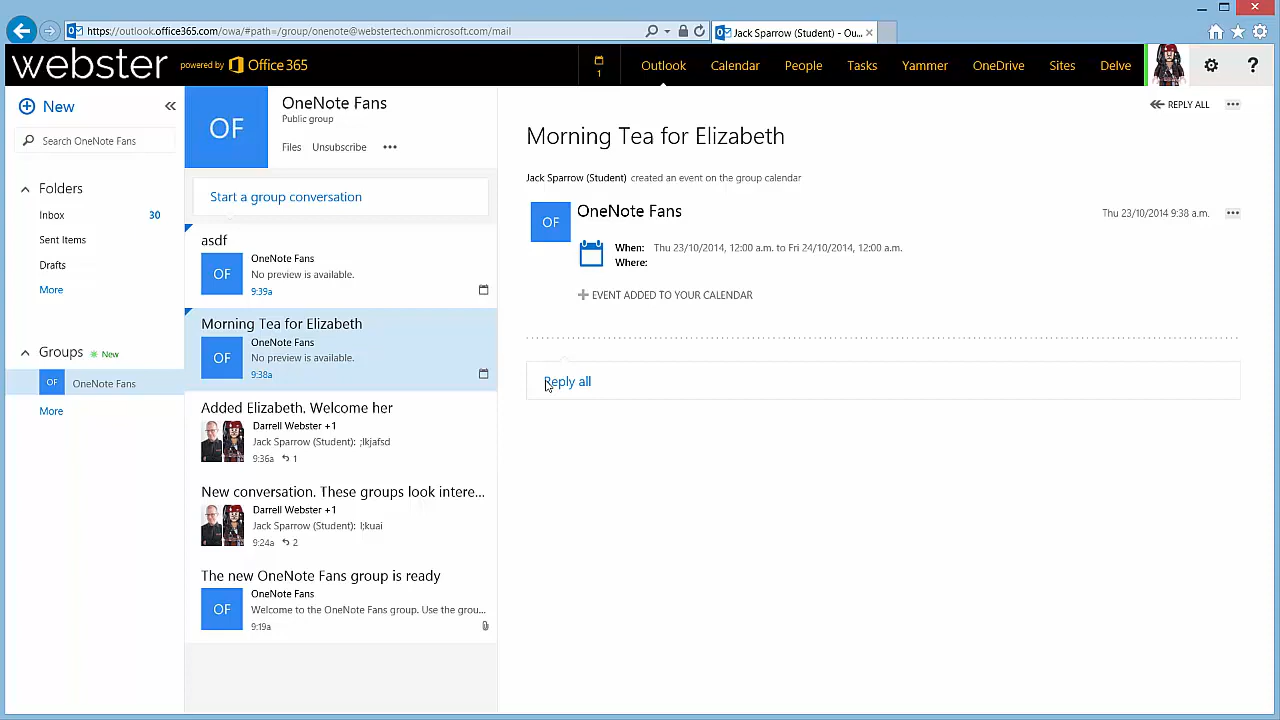 https://outlook.office365.com/owa/#path=/group/onenote@webstertech.onmicrosoft.com/mail
Jack Sparrow (Student) - Ou...
webster powered by Office 365
1
Outlook Calendar People Tasks Yammer OneDrive Sites Delve ?
New
Search OneNote Fans
Folders
Inbox 30
Sent Items
Drafts
More
Groups New
OF OneNote Fans
More
OF
OneNote Fans
Public group
Files Unsubscribe
Start a group conversation
asdf
OF
OneNote Fans
No preview is available.
9:39a
Morning Tea for Elizabeth
OF
OneNote Fans
No preview is available.
9:38a
Added Elizabeth. Welcome her
Darrell Webster +1
Jack Sparrow (Student): ;lkjafsd
9:36a 1
New conversation. These groups look intere...
Darrell Webster +1
Jack Sparrow (Student): l;kuai
9:24a 2
The new OneNote Fans group is ready
OF
OneNote Fans
Welcome to the OneNote Fans group. Use the grou...
9:19a
REPLY ALL
Morning Tea for Elizabeth
Jack Sparrow (Student) created an event on the group calendar
OF
OneNote Fans
Thu 23/10/2014 9:38 a.m.
When: Thu 23/10/2014, 12:00 a.m. to Fri 24/10/2014, 12:00 a.m.
Where:
EVENT ADDED TO YOUR CALENDAR
Reply all